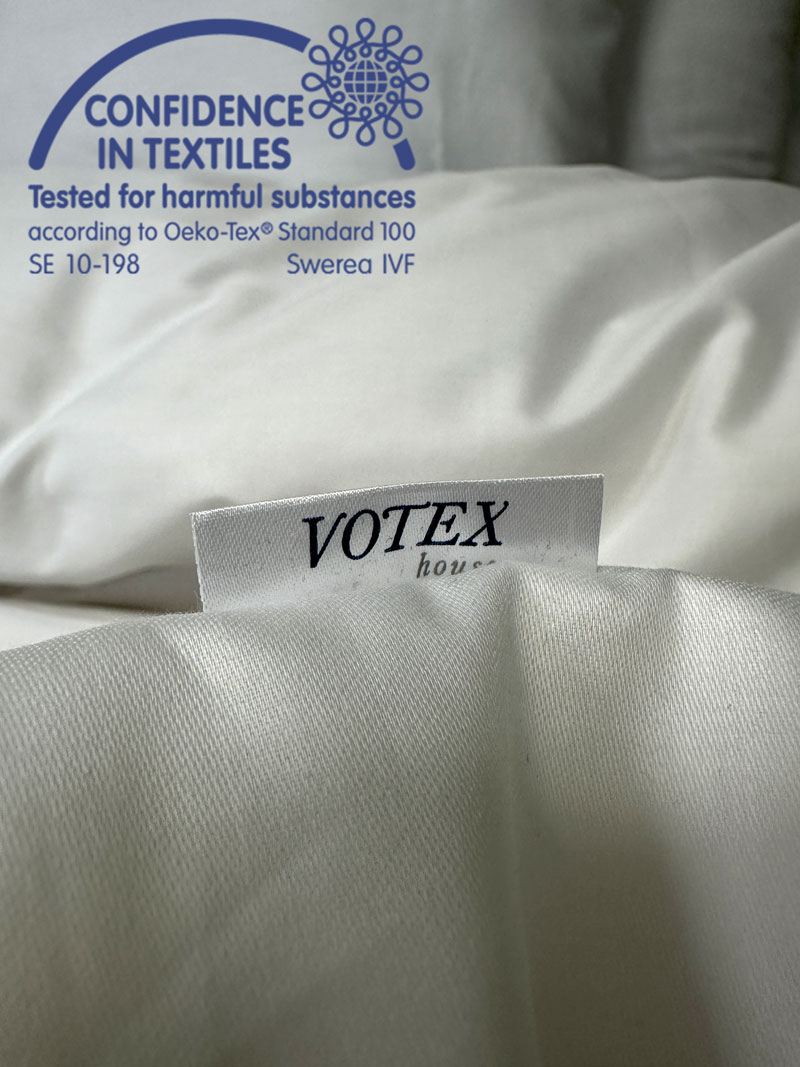 CONFIDENCE
IN TEXTILES
Tested for harmful substances
according to Oeko-Tex® Standard 100
SE 10-198 Swerea IVF
VOTEX